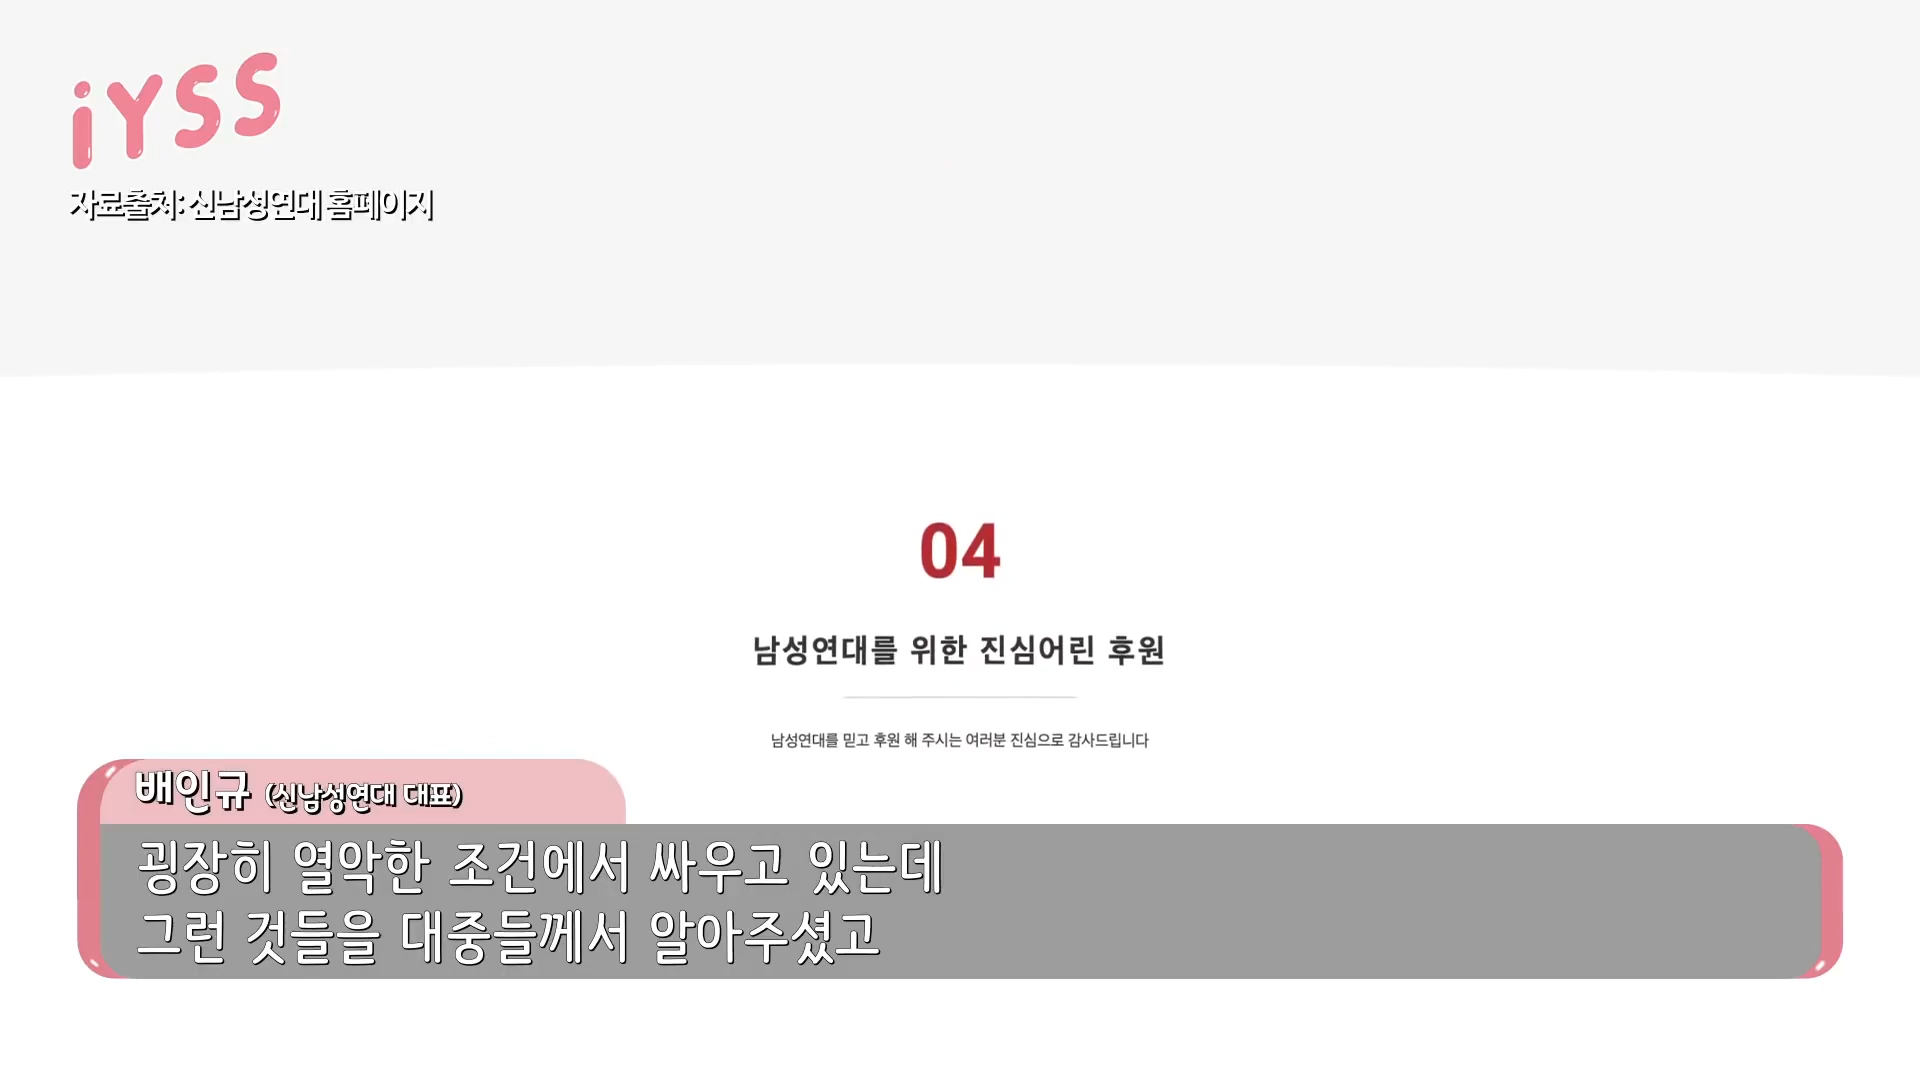 iYSS
자료출처: 신남성연대 홈페이지
04
남성연대를 위한 진심어린 후원
남성연대를 믿고 후원 해 주시는 여러분 진심으로 감사드립니다
배인규 (신남성연대 대표)
굉장히 열악한 조건에서 싸우고 있는데
그런 것들을 대중들께서 알아주셨고